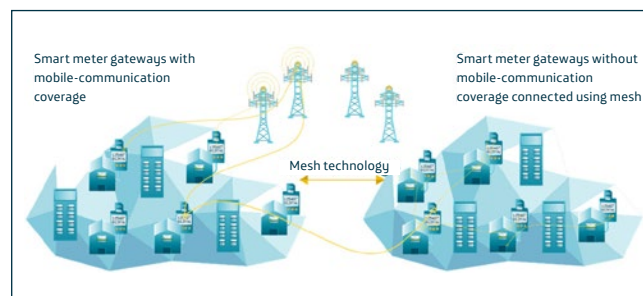 Smart meter gateways with
mobile-communication
coverage
Smart meter gateways without
mobile-communication
coverage connected using mesh
Mesh technology